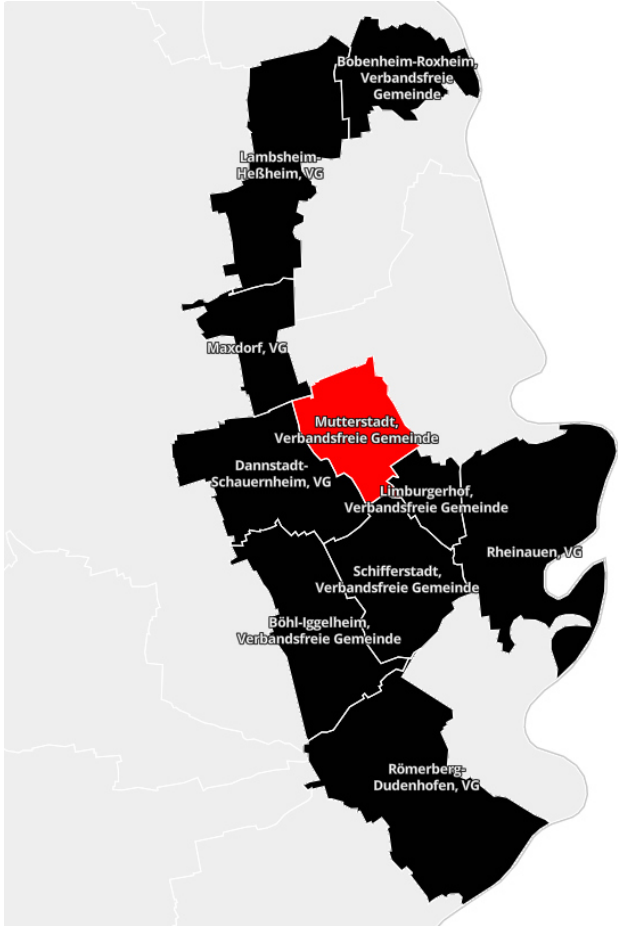 Bobenheim-Roxheim,
Verbandsfreie
Gemeinde
Lambsheim-
Heßheim, VG
Maxdorf, VG
Mutterstadt,
Verbandsfreie Gemeinde
Dannstadt-
Schauernheim, VG
Limburgerhof,
Verbandsfreie Gemeinde
Rheinauen, VG
Schifferstadt,
Verbandsfreie Gemeinde
Böhl-Iggelheim,
Verbandsfreie Gemeinde
Römerberg-
Dudenhofen, VG